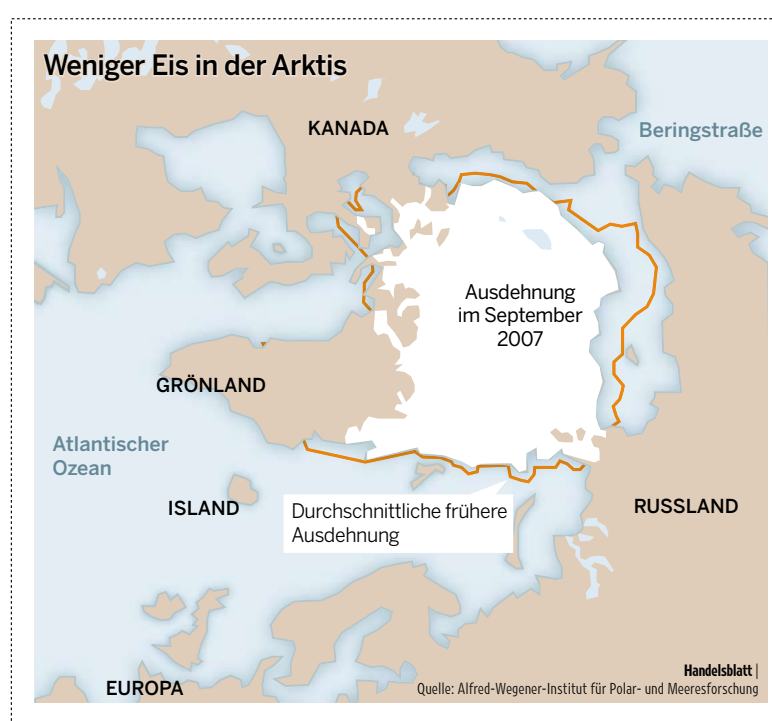 Weniger Eis in der Arktis
KANADA
Beringstraße
Ausdehnung
im September
2007
GRÖNLAND
Atlantischer
Ozean
ISLAND
Durchschnittliche frühere
Ausdehnung
RUSSLAND
EUROPA
Handelsblatt |
Quelle: Alfred-Wegener-Institut für Polar- und Meeresforschung